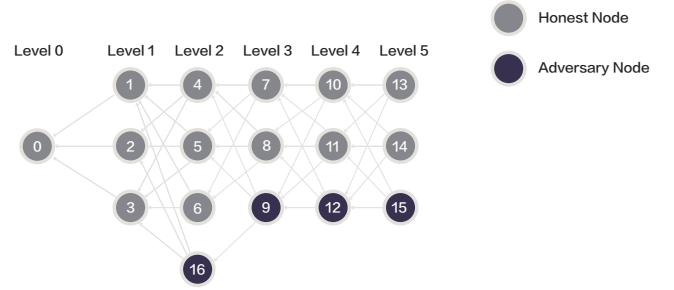 Honest Node
Level 0 Level 1 Level 2 Level 3 Level 4 Level 5
Adversary Node
1 4 7 10 13
0 2 5 8 11 14
3 6 9 12 15
16